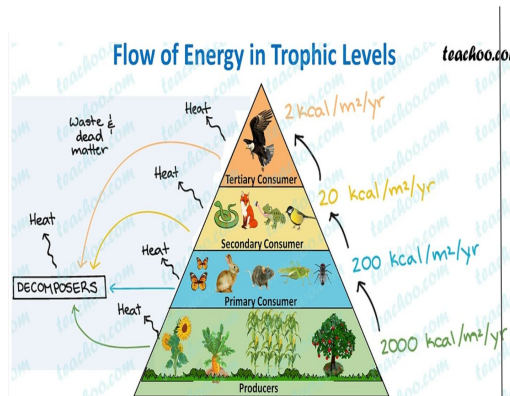 Flow of Energy in Trophic Levels
teachoo.co
Heat
2 kcal/m²/yr
Waste &
dead
matter
Heat
Tertiary Consumer
20 kcal/m²/yr
Heat
Secondary Consumer
Heat
200 kcal/m²/yr
DECOMPOSERS
Primary Consumer
Heat
2000 kcal/m²/yr
Producers